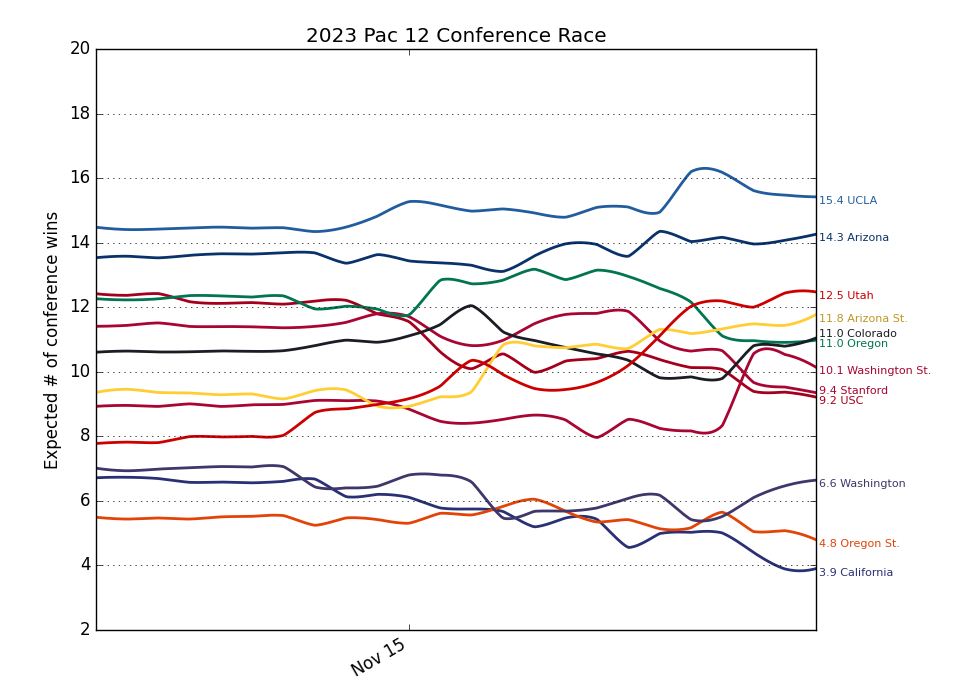 2023 Pac 12 Conference Race
Expected # of conference wins
20
18
16
14
12
10
8
6
4
2
Nov 15
15.4 UCLA
14.3 Arizona
12.5 Utah
11.8 Arizona St.
11.0 Colorado
11.0 Oregon
10.1 Washington St.
9.4 Stanford
9.2 USC
6.6 Washington
4.8 Oregon St.
3.9 California